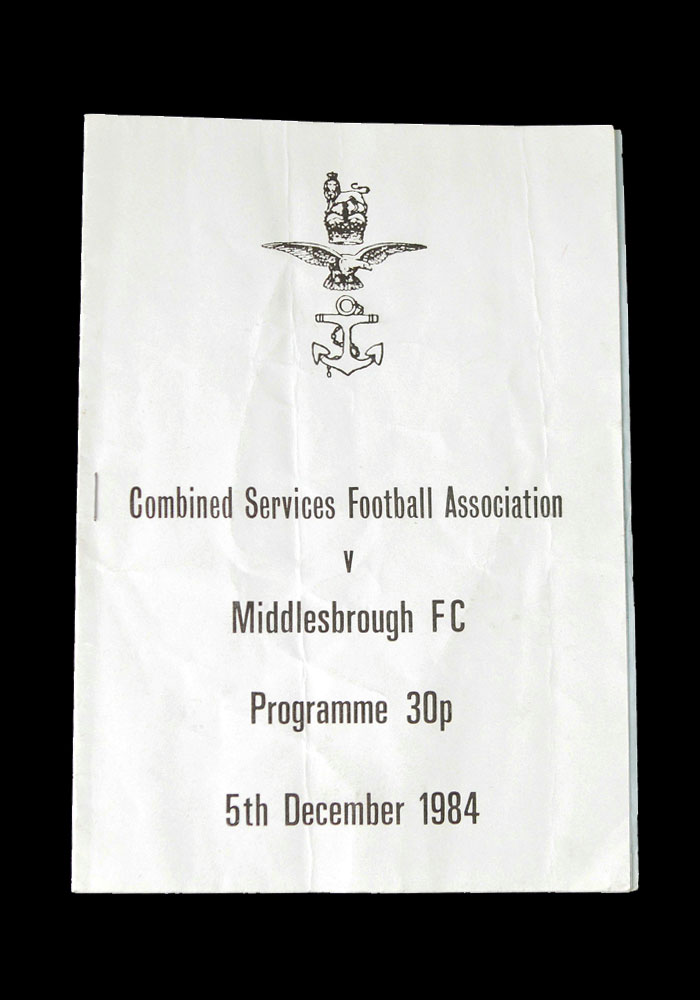 Combined Services Football Association
v
Middlesbrough FC
Programme 30p
5th December 1984